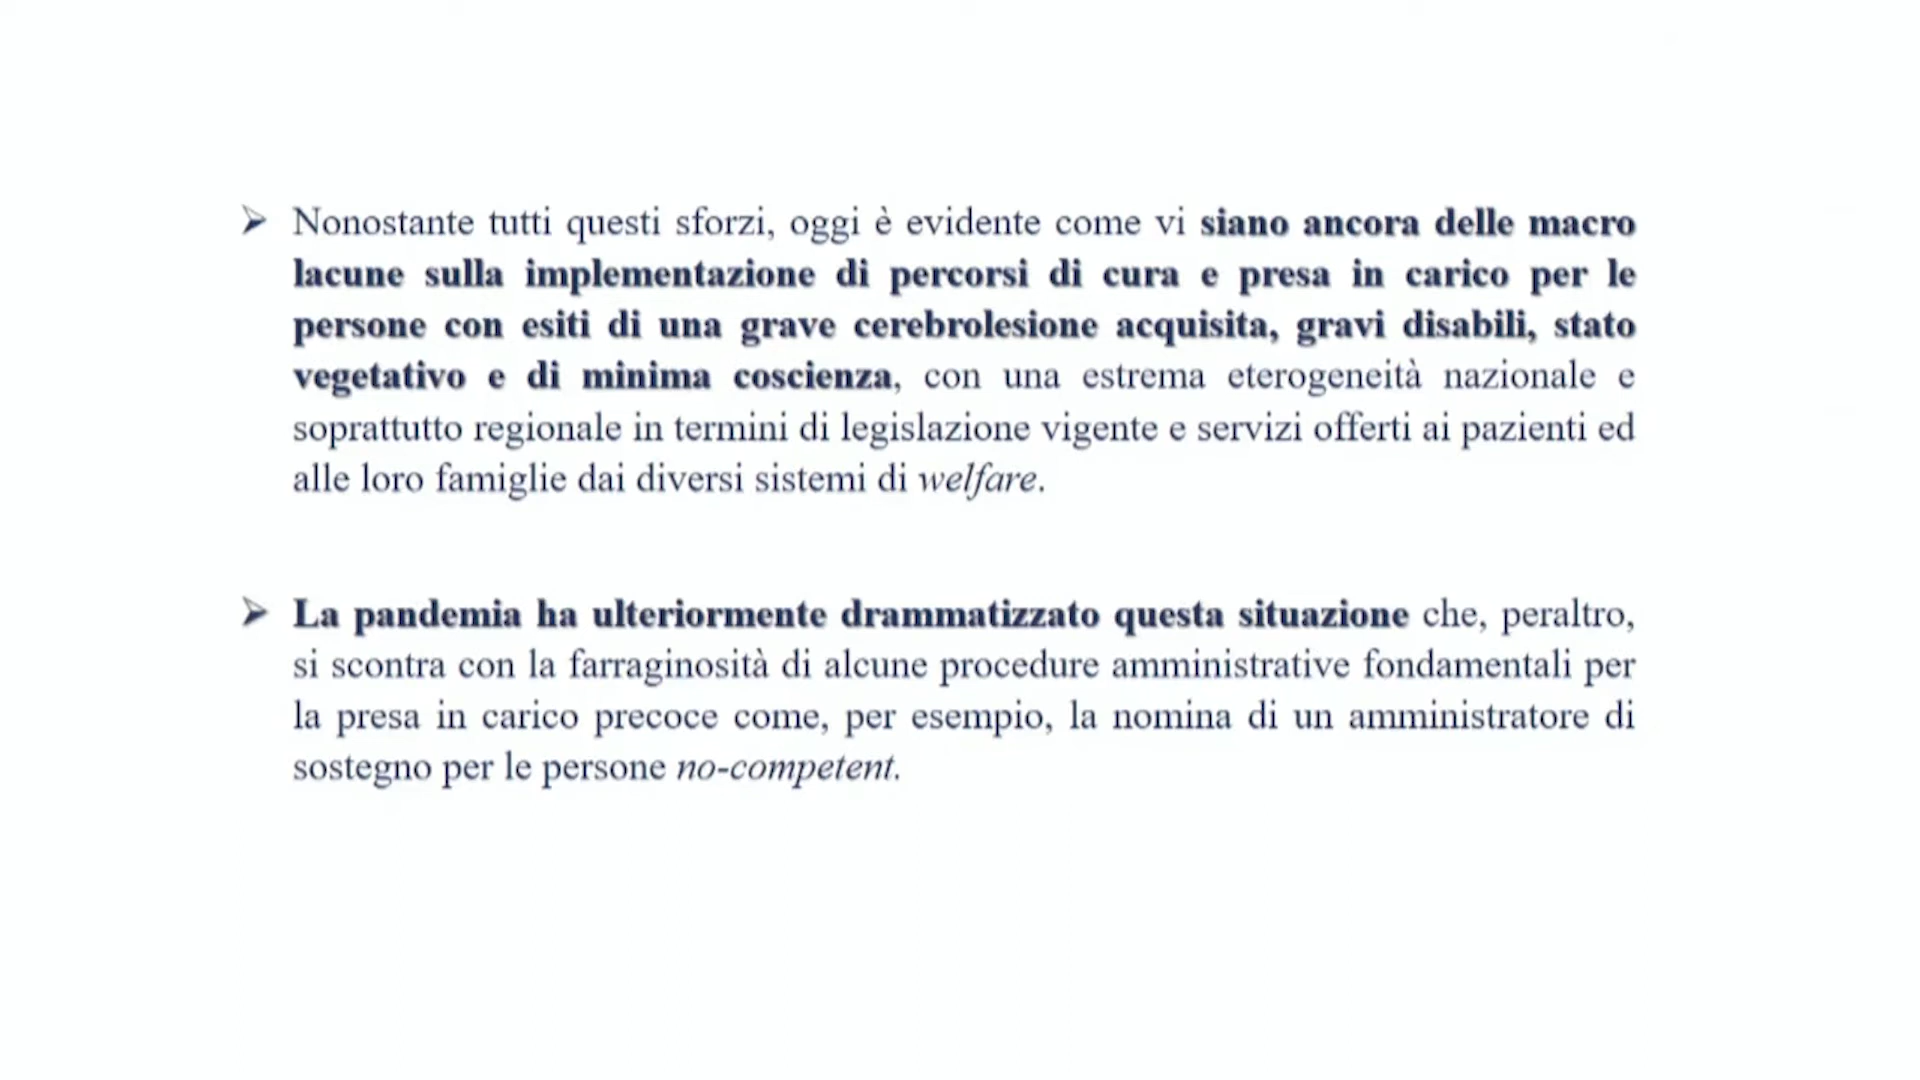 ➢ Nonostante tutti questi sforzi, oggi è evidente come vi siano ancora delle macro
lacune sulla implementazione di percorsi di cura e presa in carico per le
persone con esiti di una grave cerebrolesione acquisita, gravi disabili, stato
vegetativo e di minima coscienza, con una estrema eterogeneità nazionale e
soprattutto regionale in termini di legislazione vigente e servizi offerti ai pazienti ed
alle loro famiglie dai diversi sistemi di welfare.
➢ La pandemia ha ulteriormente drammatizzato questa situazione che, peraltro,
si scontra con la farraginosità di alcune procedure amministrative fondamentali per
la presa in carico precoce come, per esempio, la nomina di un amministratore di
sostegno per le persone no-competent.